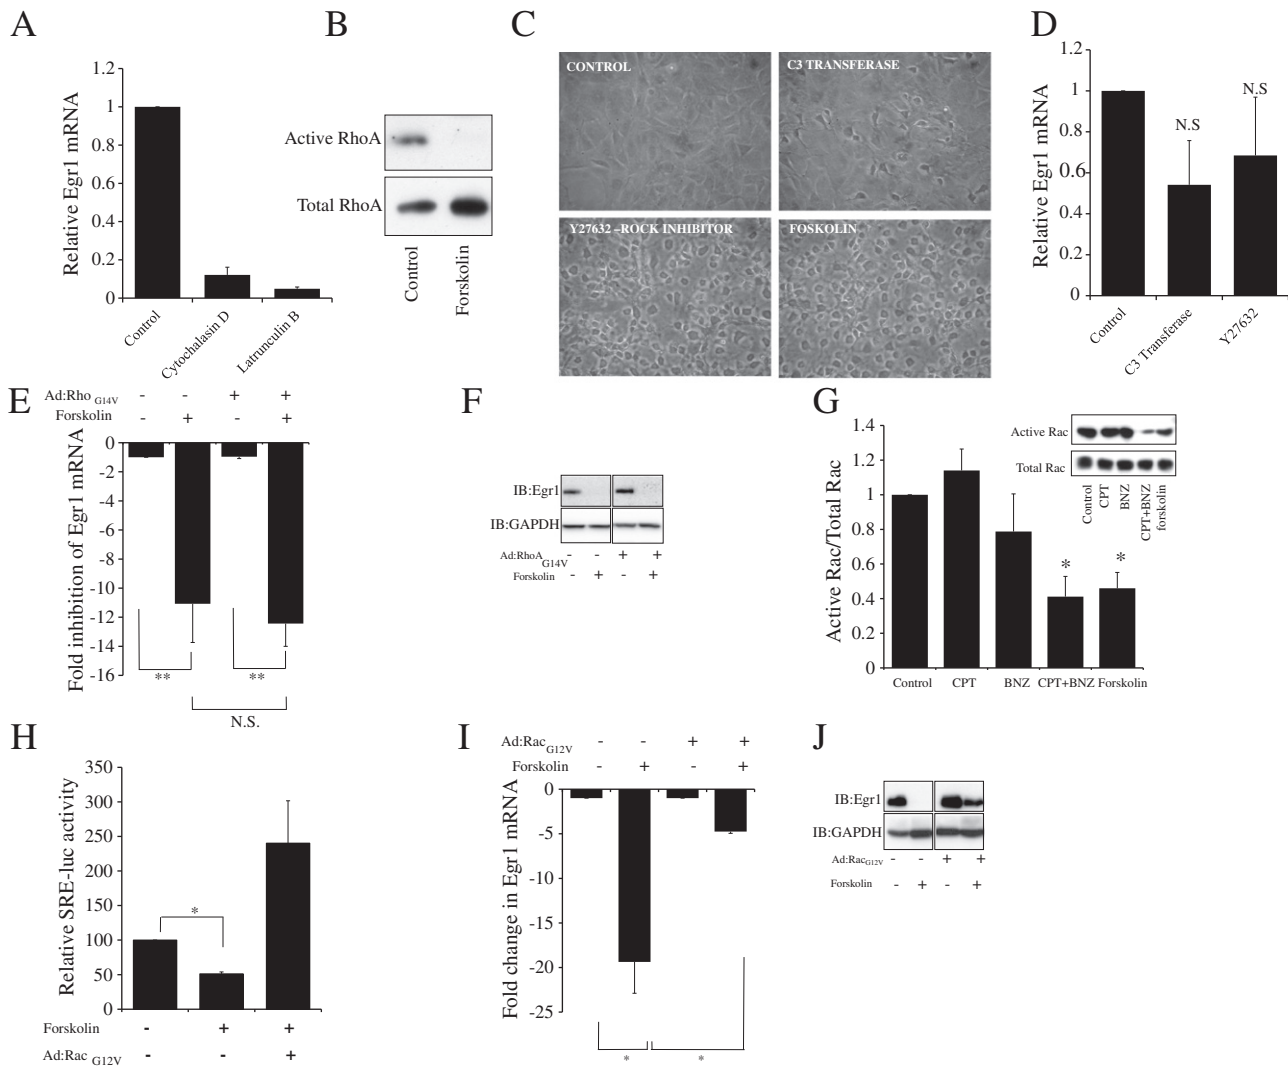 A
Relative Egr1 mRNA
1.2
1
0.8
0.6
0.4
0.2
0
Control
Cytochalasin D
Latrunculin B
B
Active RhoA
Total RhoA
Control
Forskolin
C
CONTROL
C3 TRANSFERASE
Y27632 –ROCK INHIBITOR
FOSKOLIN
D
Relative Egr1 mRNA
1.2
1
0.8
0.6
0.4
0.2
0
N.S
N.S
Control
C3 Transferase
Y27632
E
Ad:Rho G14V - - + +
Forskolin - + - +
Fold inhibition of Egr1 mRNA
0
-2
-4
-6
-8
-10
-12
-14
-16
** **
N.S.
F
IB:Egr1
IB:GAPDH
Ad:RhoA G14V - - + +
Forskolin - + - +
G
Active Rac/Total Rac
1.4
1.2
1
0.8
0.6
0.4
0.2
0
* *
Control CPT BNZ CPT+BNZ Forskolin
Active Rac
Total Rac
Control
CPT
BNZ
CPT+BNZ
forskolin
H
Relative SRE-luc activity
350
300
250
200
150
100
50
0
*
Forskolin - + +
Ad:Rac G12V - - +
I
Ad:Rac G12V - - + +
Forskolin - + - +
Fold change in Egr1 mRNA
0
-5
-10
-15
-20
-25
* *
J
IB:Egr1
IB:GAPDH
Ad:RacG12V - - + +
Forskolin - + - +